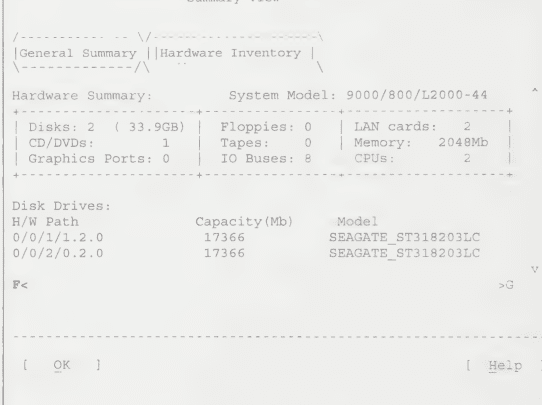 Summary View
/----------- -- \/--------------------\
|General Summary ||Hardware Inventory |
\-------------/\ \
Hardware Summary: System Model: 9000/800/L2000-44 ^
+---------------------+-----------------+-------------------+
| Disks: 2 ( 33.9GB) | Floppies: 0 | LAN cards: 2 |
| CD/DVDs: 1 | Tapes: 0 | Memory: 2048Mb |
| Graphics Ports: 0 | IO Buses: 8 | CPUs: 2 |
+---------------------+-----------------+-------------------+
Disk Drives:
H/W Path Capacity(Mb) Model
0/0/1/1.2.0 17366 SEAGATE_ST318203LC
0/0/2/0.2.0 17366 SEAGATE_ST318203LC
v
F< >G
------------------------------------------------------------
[ OK ] [ Help ]